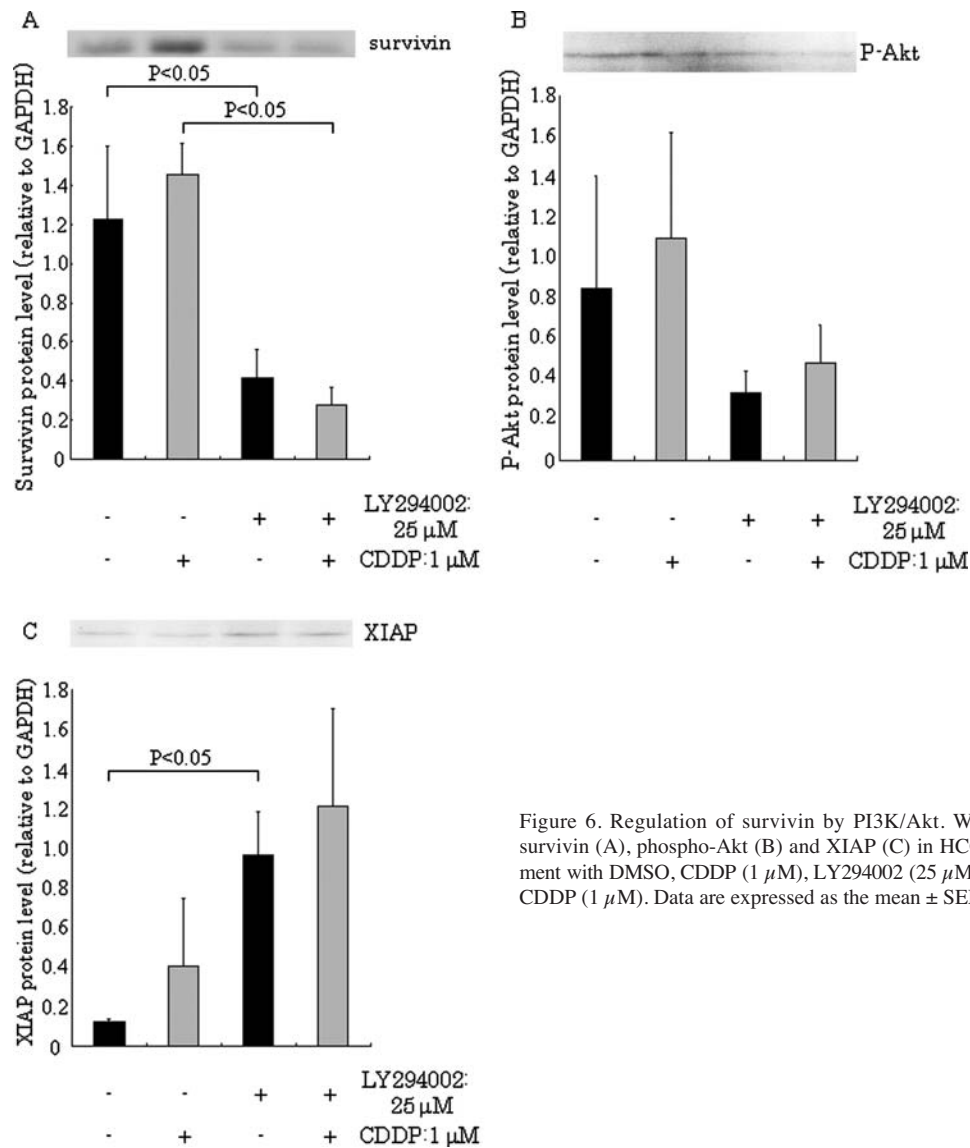 A
survivin
P<0.05
P<0.05
Survivin protein level (relative to GAPDH)
1.8
1.6
1.4
1.2
1.0
0.8
0.6
0.4
0.2
0
- - + + LY294002:
25 µM
- + - + CDDP:1 µM
B
P-Akt
P-Akt protein level (relative to GAPDH)
1.8
1.6
1.4
1.2
1.0
0.8
0.6
0.4
0.2
0
- - + + LY294002:
25 µM
- + - + CDDP:1 µM
C
XIAP
P<0.05
XIAP protein level (relative to GAPDH)
1.8
1.6
1.4
1.2
1.0
0.8
0.6
0.4
0.2
0
- - + + LY294002:
25 µM
- + - + CDDP:1 µM
Figure 6. Regulation of survivin by PI3K/Akt. W
survivin (A), phospho-Akt (B) and XIAP (C) in HC
ment with DMSO, CDDP (1 µM), LY294002 (25 µM
CDDP (1 µM). Data are expressed as the mean ± SE